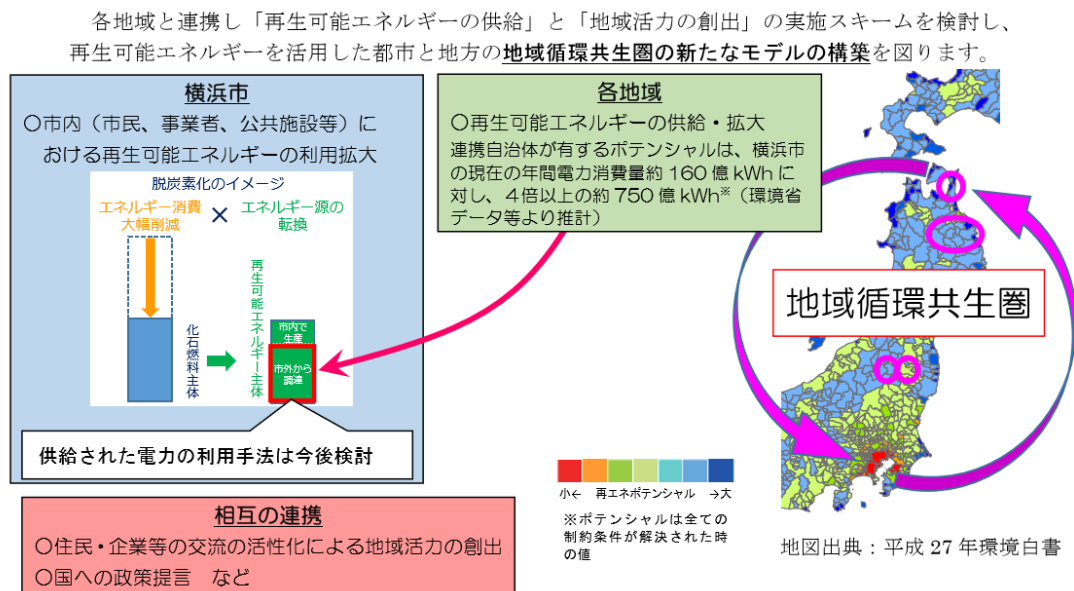 各地域と連携し「再生可能エネルギーの供給」と「地域活力の創出」の実施スキームを検討し、
再生可能エネルギーを活用した都市と地方の地域循環共生圏の新たなモデルの構築を図ります。
横浜市
〇市内（市民、事業者、公共施設等）に
おける再生可能エネルギーの利用拡大
脱炭素化のイメージ
エネルギー消費
大幅削減
×
エネルギー源の
転換
化石燃料主体
再生可能エネルギー主体
市内で
生産
市外から
調達
供給された電力の利用手法は今後検討
各地域
〇再生可能エネルギーの供給・拡大
連携自治体が有するポテンシャルは、横浜市
の現在の年間電力消費量約 160 億 kWh に
対し、４倍以上の約 750 億 kWh※（環境省
データ等より推計）
地域循環共生圏
小← 再エネポテンシャル →大
※ポテンシャルは全ての
制約条件が解決された時
の値
地図出典：平成 27 年環境白書
相互の連携
〇住民・企業等の交流の活性化による地域活力の創出
〇国への政策提言 など